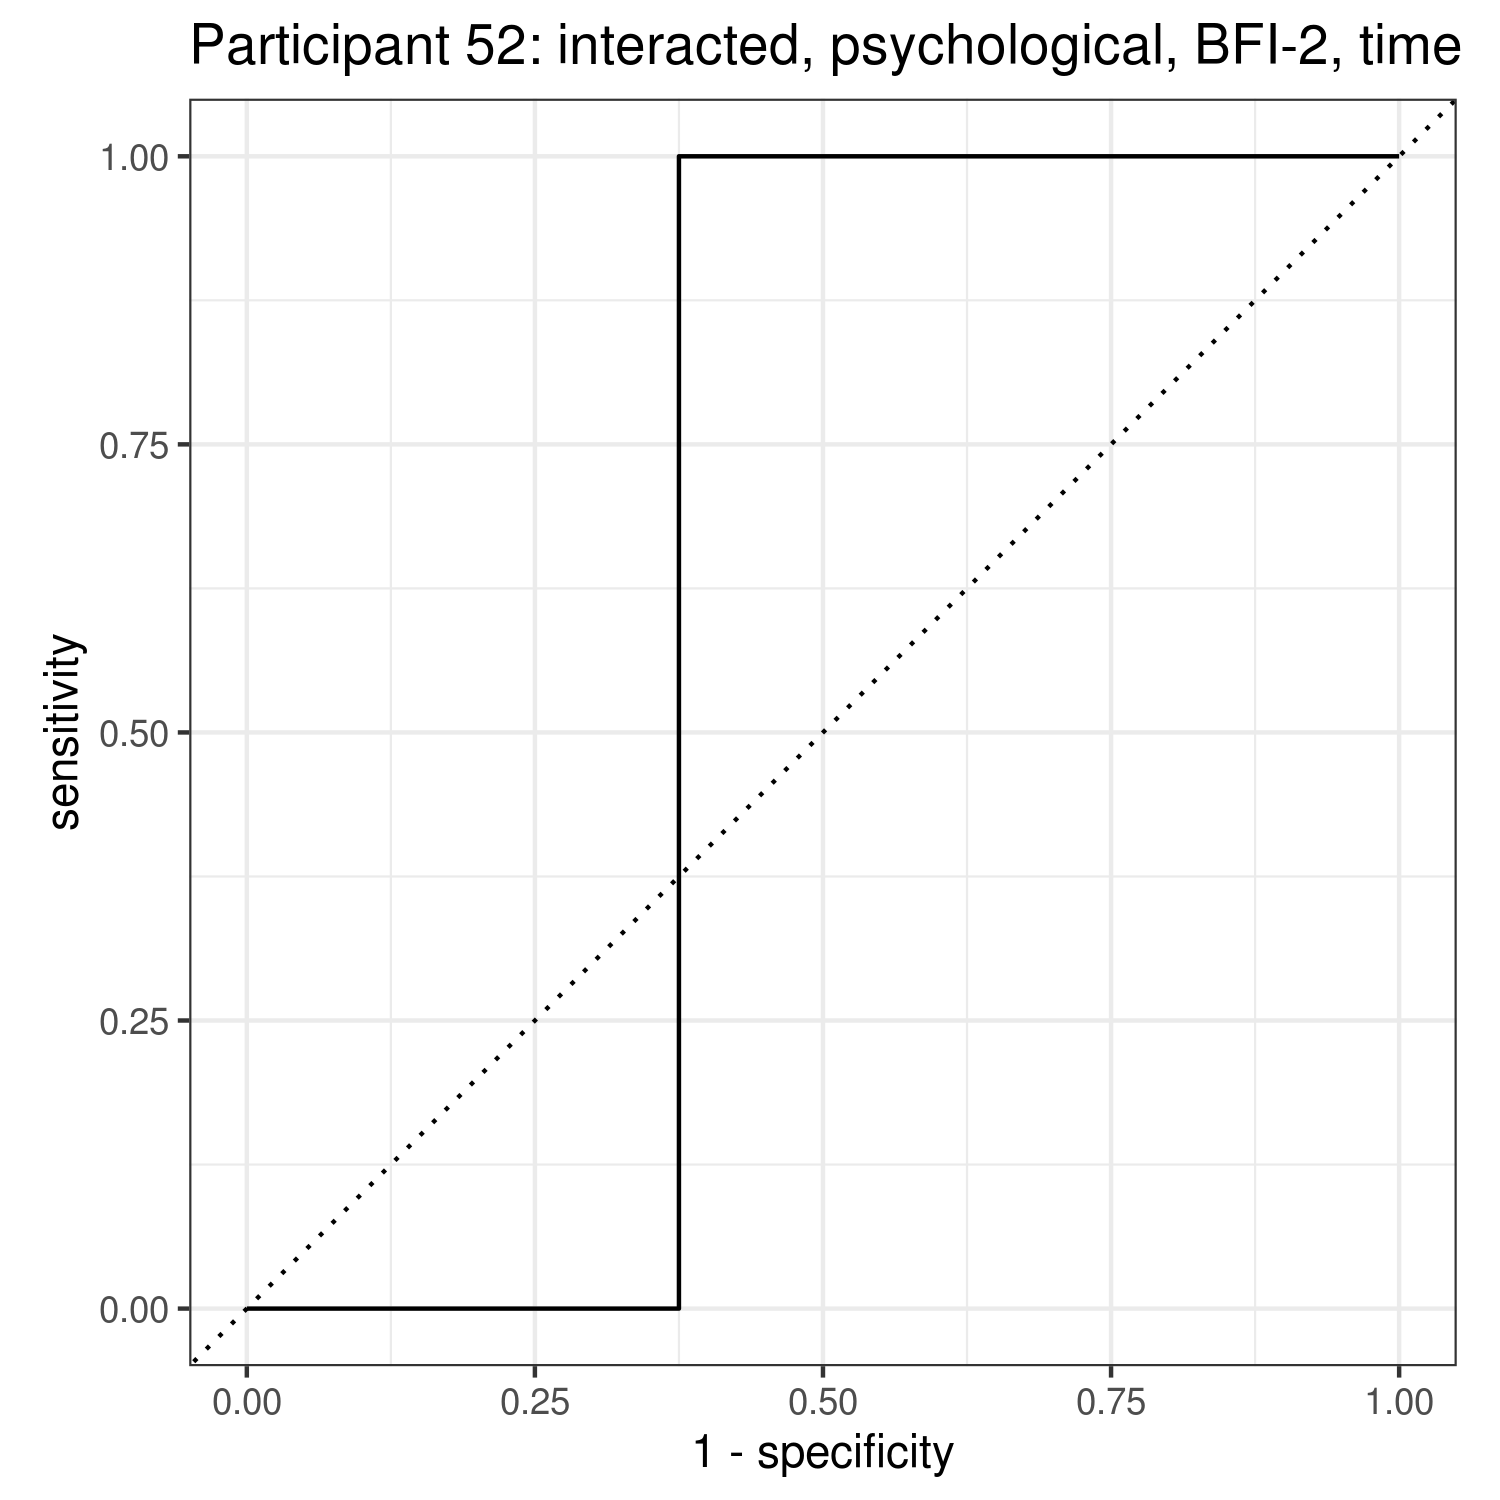 Participant 52: interacted, psychological, BFI-2, time
1.00
0.75
0.50
0.25
0.00
sensitivity
0.00 0.25 0.50 0.75 1.00
1 - specificity